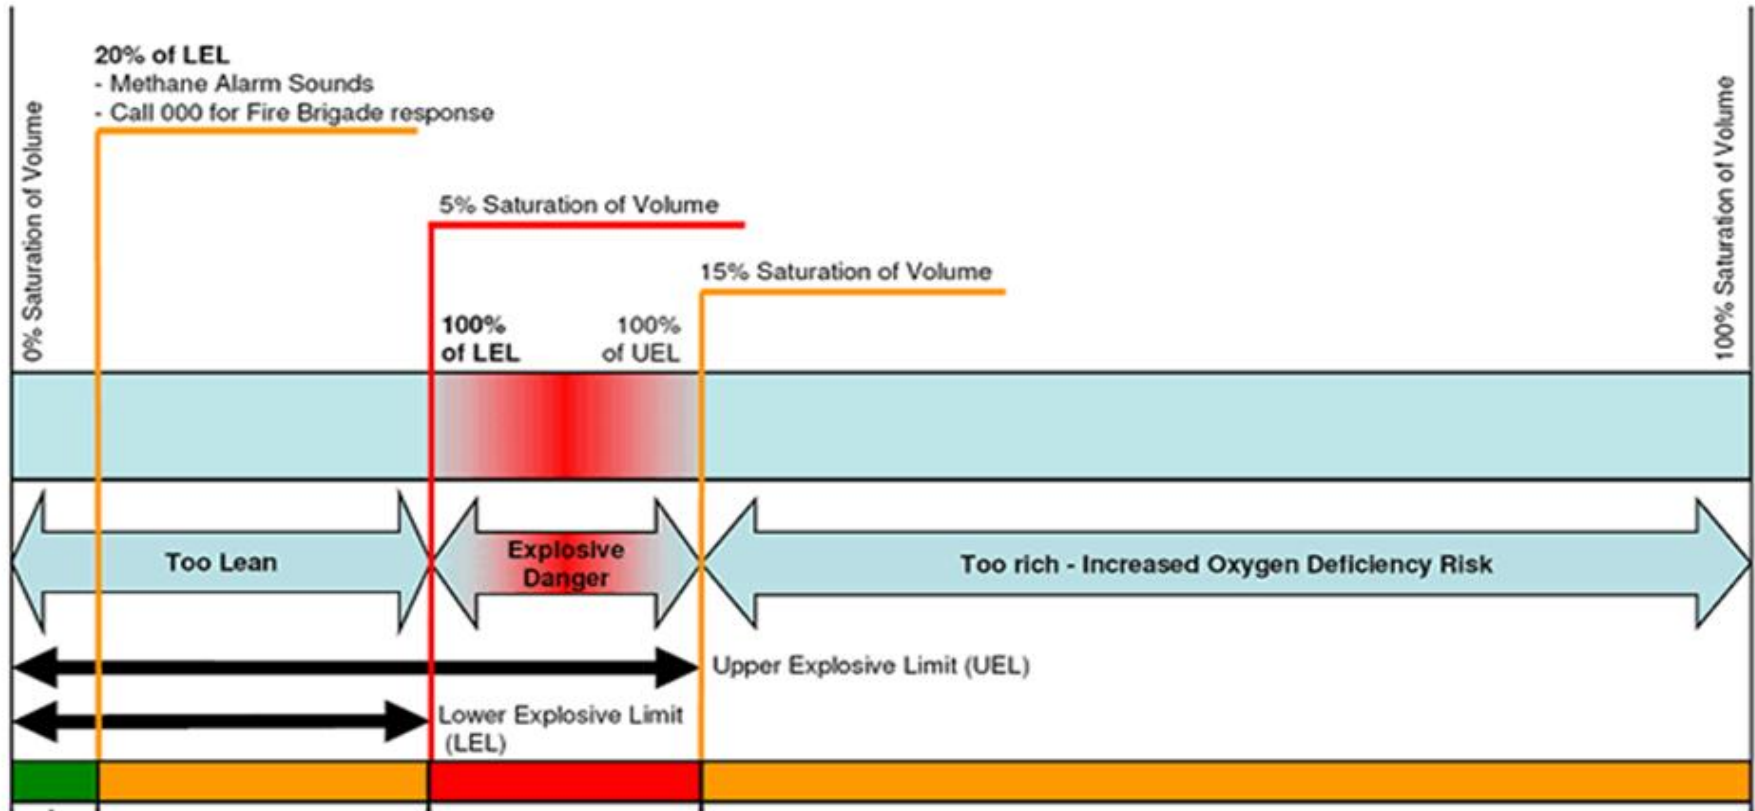 20% of LEL
- Methane Alarm Sounds
- Call 000 for Fire Brigade response
0% Saturation of Volume
5% Saturation of Volume
15% Saturation of Volume
100% Saturation of Volume
100%
of LEL
100%
of UEL
Too Lean
Explosive
Danger
Too rich - Increased Oxygen Deficiency Risk
Upper Explosive Limit (UEL)
Lower Explosive Limit
(LEL)